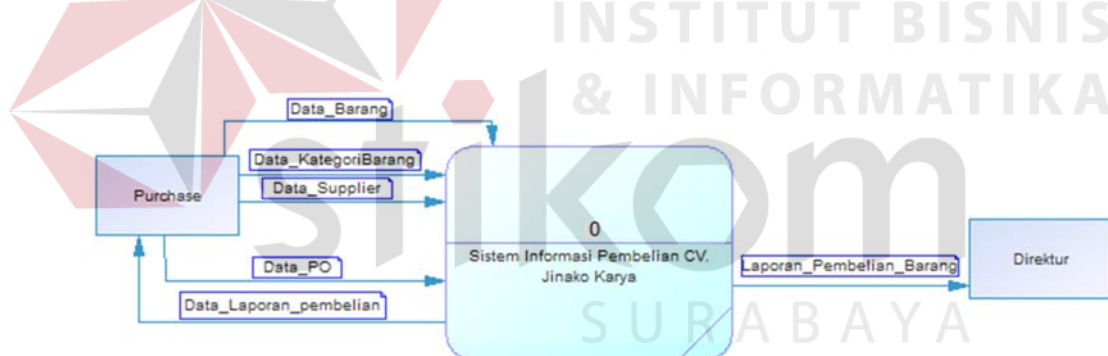 INSTITUT BISNIS
& INFORMATIKA
stikom
SURABAYA
Data_Barang
Data_KategoriBarang
Data_Supplier
Purchase
Data_PO
Data_Laporan_pembelian
0
Sistem Informasi Pembelian CV.
Jinako Karya
Laporan_Pembelian_Barang
Direktur